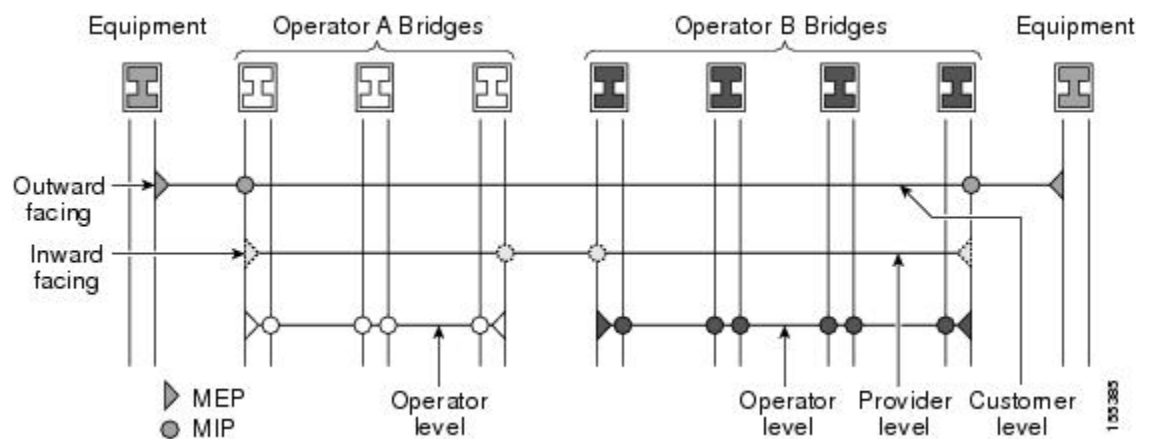 Equipment
Operator A Bridges
Operator B Bridges
Equipment
Outward
facing
Inward
facing
MEP
MIP
Operator
level
Operator
level
Provider
level
Customer
level
155385